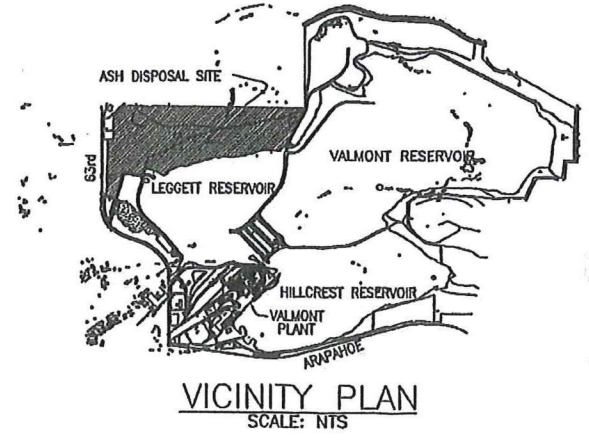 ASH DISPOSAL SITE
63rd
VALMONT RESERVOIR
LEGGETT RESERVOIR
HILLCREST RESERVOIR
VALMONT
PLANT
ARAPAHOE
VICINITY PLAN
SCALE: NTS